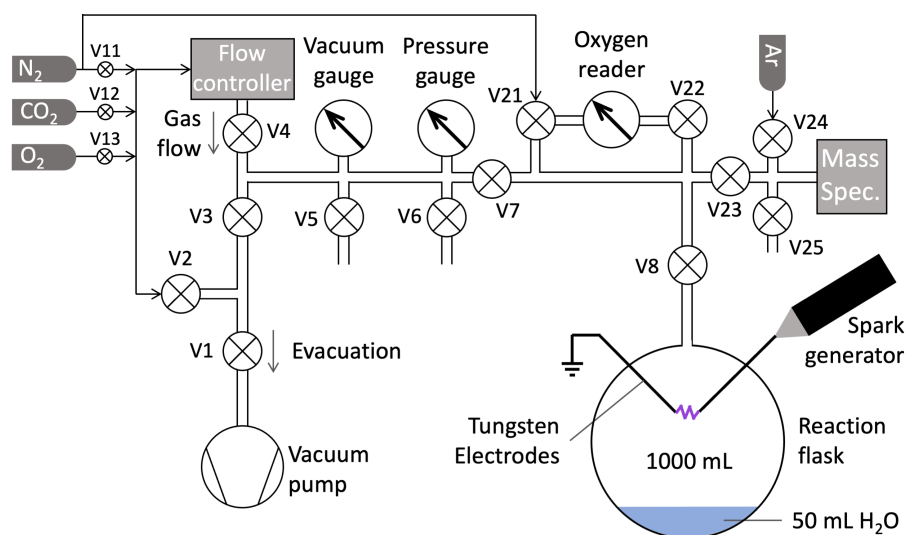 N2
CO2
O2
V11
V12
V13
Flow
controller
Gas
flow
V4
Vacuum
gauge
Pressure
gauge
Oxygen
reader
V21
V22
Ar
V24
Mass
Spec.
V3
V5
V6
V7
V23
V25
V2
V8
V1
Evacuation
Spark
generator
Vacuum
pump
Tungsten
Electrodes
1000 mL
Reaction
flask
50 mL H2O